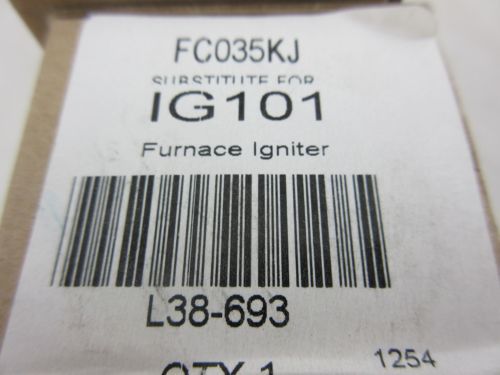 FC035KJ
SUBSTITUTE FOR
IG101
Furnace Igniter
L38-693
QTY 1
1254